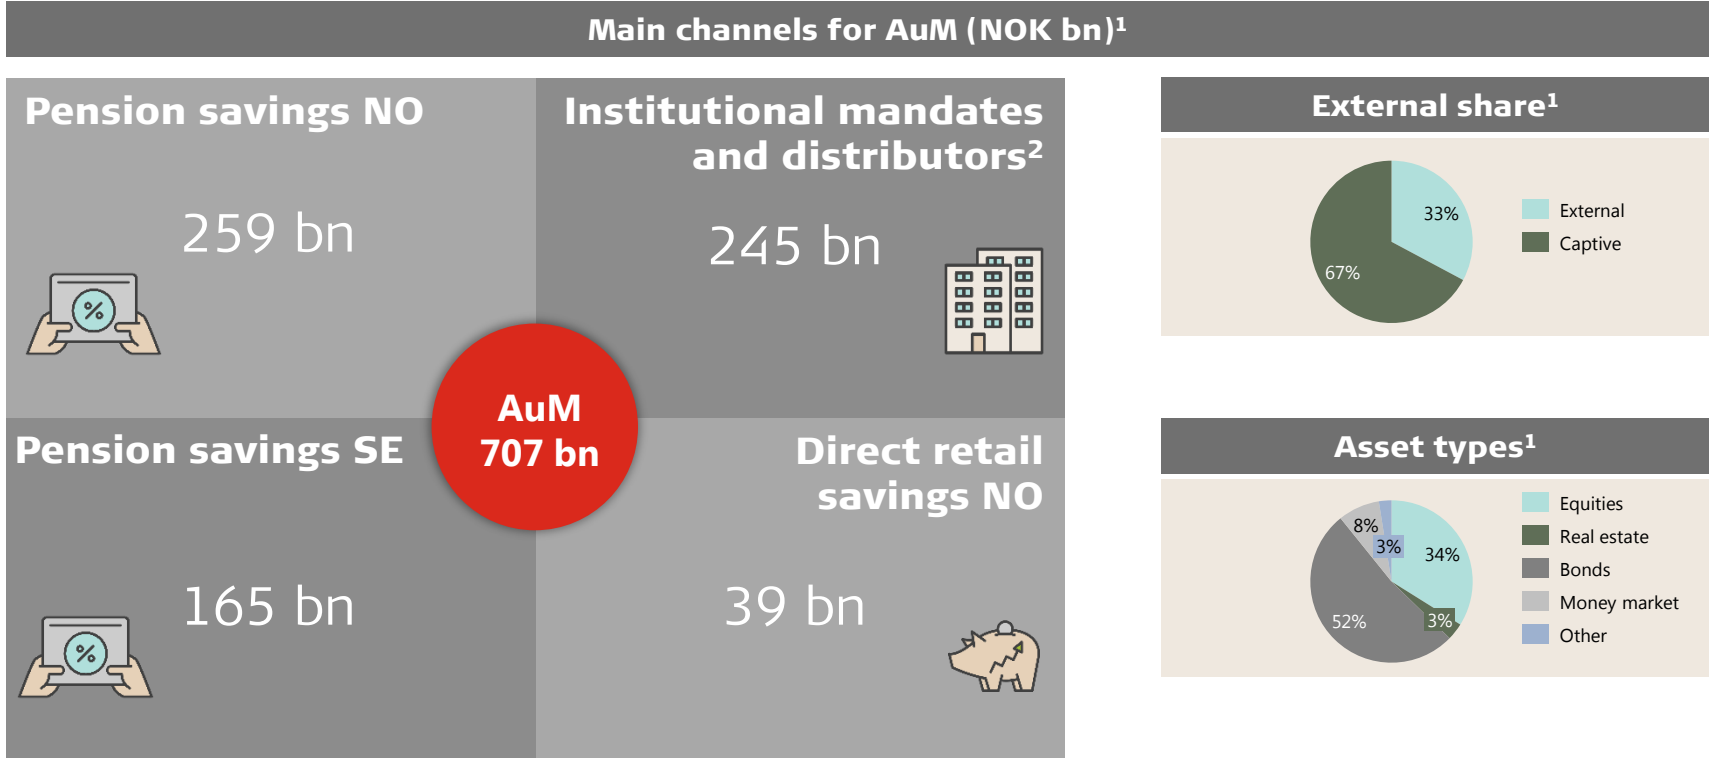 Main channels for AuM (NOK bn)¹
Pension savings NO
259 bn
%
Institutional mandates
and distributors²
245 bn
AuM
707 bn
Pension savings SE
165 bn
%
Direct retail
savings NO
39 bn
External share¹
33%
67%
External
Captive
Asset types¹
8%
3%
34%
52%
3%
Equities
Real estate
Bonds
Money market
Other